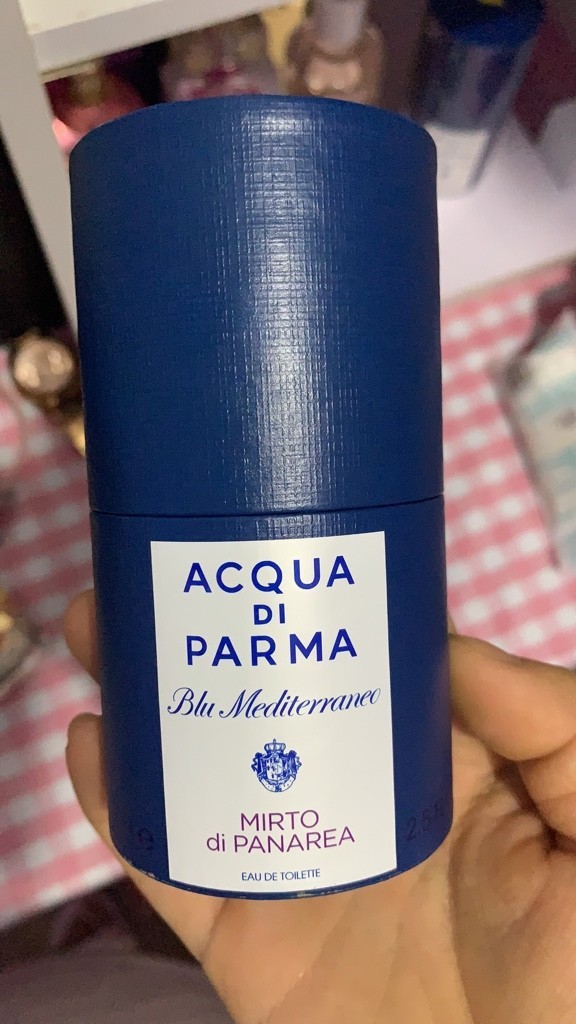 ACQUA
DI
PARMA
Blu Mediterraneo
MIRTO
di PANAREA
EAU DE TOILETTE